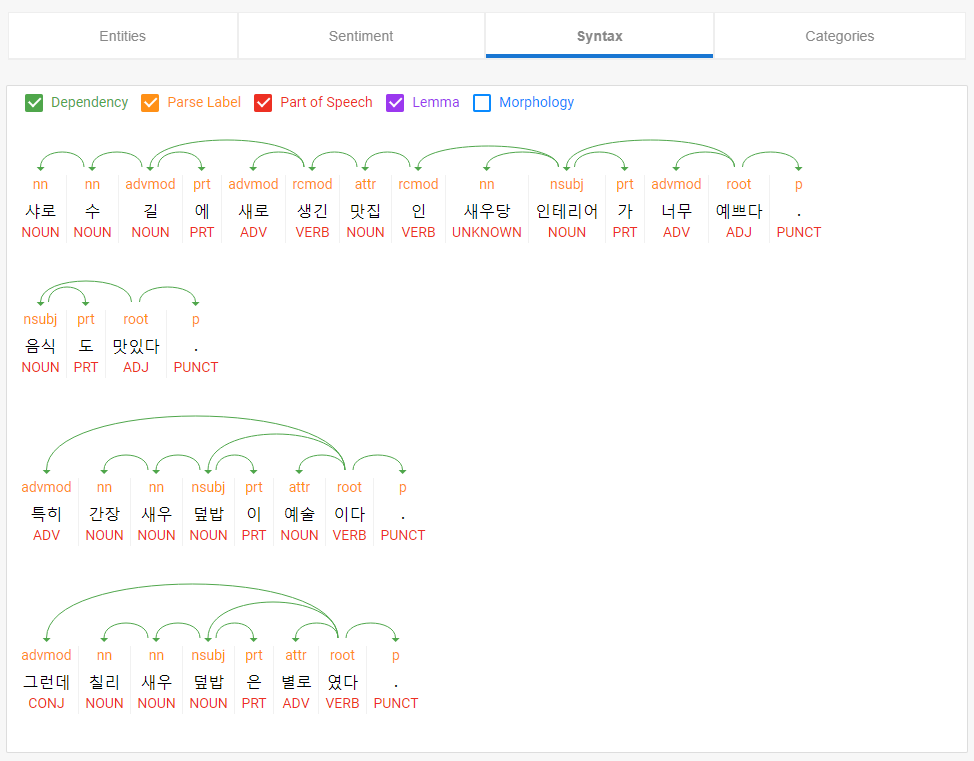 Entities Sentiment Syntax Categories
Dependency Parse Label Part of Speech Lemma Morphology
nn nn advmod prt advmod rcmod attr rcmod nn nsubj prt advmod root p
샤로 수 길 에 새로 생긴 맛집 인 새우당 인테리어 가 너무 예쁘다 .
NOUN NOUN NOUN PRT ADV VERB NOUN VERB UNKNOWN NOUN PRT ADV ADJ PUNCT
nsubj prt root p
음식 도 맛있다 .
NOUN PRT ADJ PUNCT
advmod nn nn nsubj prt attr root p
특히 간장 새우 덮밥 이 예술 이다 .
ADV NOUN NOUN NOUN PRT NOUN VERB PUNCT
advmod nn nn nsubj prt attr root p
그런데 칠리 새우 덮밥 은 별로 였다 .
CONJ NOUN NOUN NOUN PRT ADV VERB PUNCT